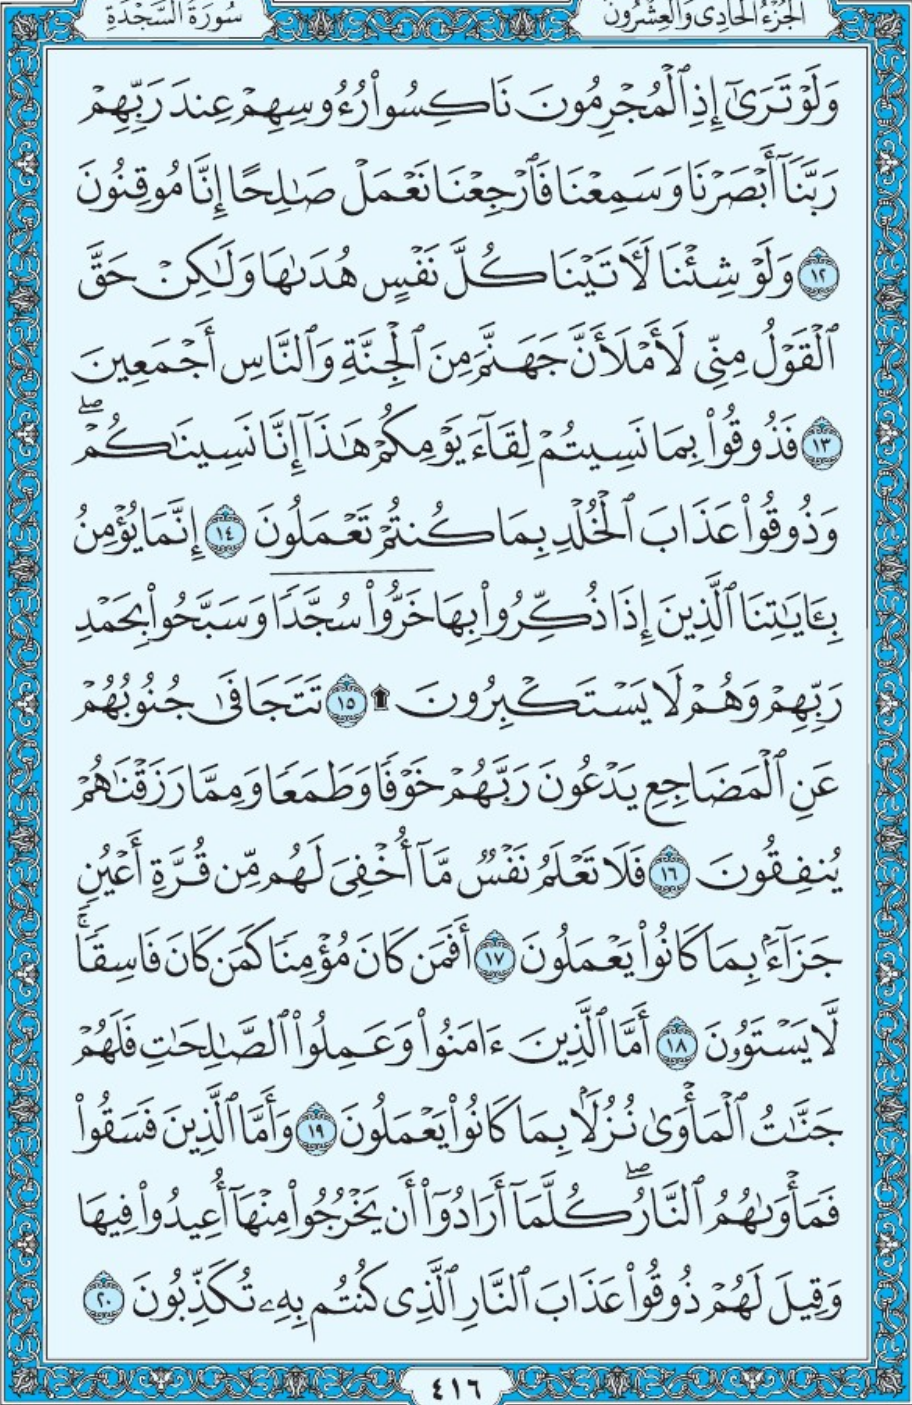 الجزء الحادي والعشرون
سورة السجدة
وَلَوْ تَرَىٰٓ إِذِ ٱلْمُجْرِمُونَ نَاكِسُوا۟ رُءُوسِهِمْ عِندَ رَبِّهِمْ
رَبَّنَآ أَبْصَرْنَا وَسَمِعْنَا فَٱرْجِعْنَا نَعْمَلْ صَٰلِحًا إِنَّا مُوقِنُونَ
١٢ وَلَوْ شِئْنَا لَءَاتَيْنَا كُلَّ نَفْسٍ هُدَىٰهَا وَلَٰكِنْ حَقَّ
ٱلْقَوْلُ مِنِّى لَأَمْلَأَنَّ جَهَنَّمَ مِنَ ٱلْجِنَّةِ وَٱلنَّاسِ أَجْمَعِينَ
١٣ فَذُوقُوا۟ بِمَا نَسِيتُمْ لِقَآءَ يَوْمِكُمْ هَٰذَآ إِنَّا نَسِينَٰكُمْ ۖ
وَذُوقُوا۟ عَذَابَ ٱلْخُلْدِ بِمَا كُنتُمْ تَعْمَلُونَ ١٤ إِنَّمَا يُؤْمِنُ
بِـَٔايَٰتِنَا ٱلَّذِينَ إِذَا ذُكِّرُوا۟ بِهَا خَرُّوا۟ سُجَّدًا وَسَبَّحُوا۟ بِحَمْدِ
رَبِّهِمْ وَهُمْ لَا يَسْتَكْبِرُونَ ۩ ١٥ تَتَجَافَىٰ جُنُوبُهُمْ
عَنِ ٱلْمَضَاجِعِ يَدْعُونَ رَبَّهُمْ خَوْفًا وَطَمَعًا وَمِمَّا رَزَقْنَٰهُمْ
يُنفِقُونَ ١٦ فَلَا تَعْلَمُ نَفْسٌ مَّآ أُخْفِىَ لَهُم مِّن قُرَّةِ أَعْيُنٍ
جَزَآءًۢ بِمَا كَانُوا۟ يَعْمَلُونَ ١٧ أَفَمَن كَانَ مُؤْمِنًا كَمَن كَانَ فَاسِقًا ۚ
لَّا يَسْتَوُۥنَ ١٨ أَمَّا ٱلَّذِينَ ءَامَنُوا۟ وَعَمِلُوا۟ ٱلصَّٰلِحَٰتِ فَلَهُمْ
جَنَّٰتُ ٱلْمَأْوَىٰ نُزُلًۢا بِمَا كَانُوا۟ يَعْمَلُونَ ١٩ وَأَمَّا ٱلَّذِينَ فَسَقُوا۟
فَمَأْوَىٰهُمُ ٱلنَّارُ ۖ كُلَّمَآ أَرَادُوٓا۟ أَن يَخْرُجُوا۟ مِنْهَآ أُعِيدُوا۟ فِيهَا
وَقِيلَ لَهُمْ ذُوقُوا۟ عَذَابَ ٱلنَّارِ ٱلَّذِى كُنتُم بِهِۦ تُكَذِّبُونَ ٢٠
٤١٦